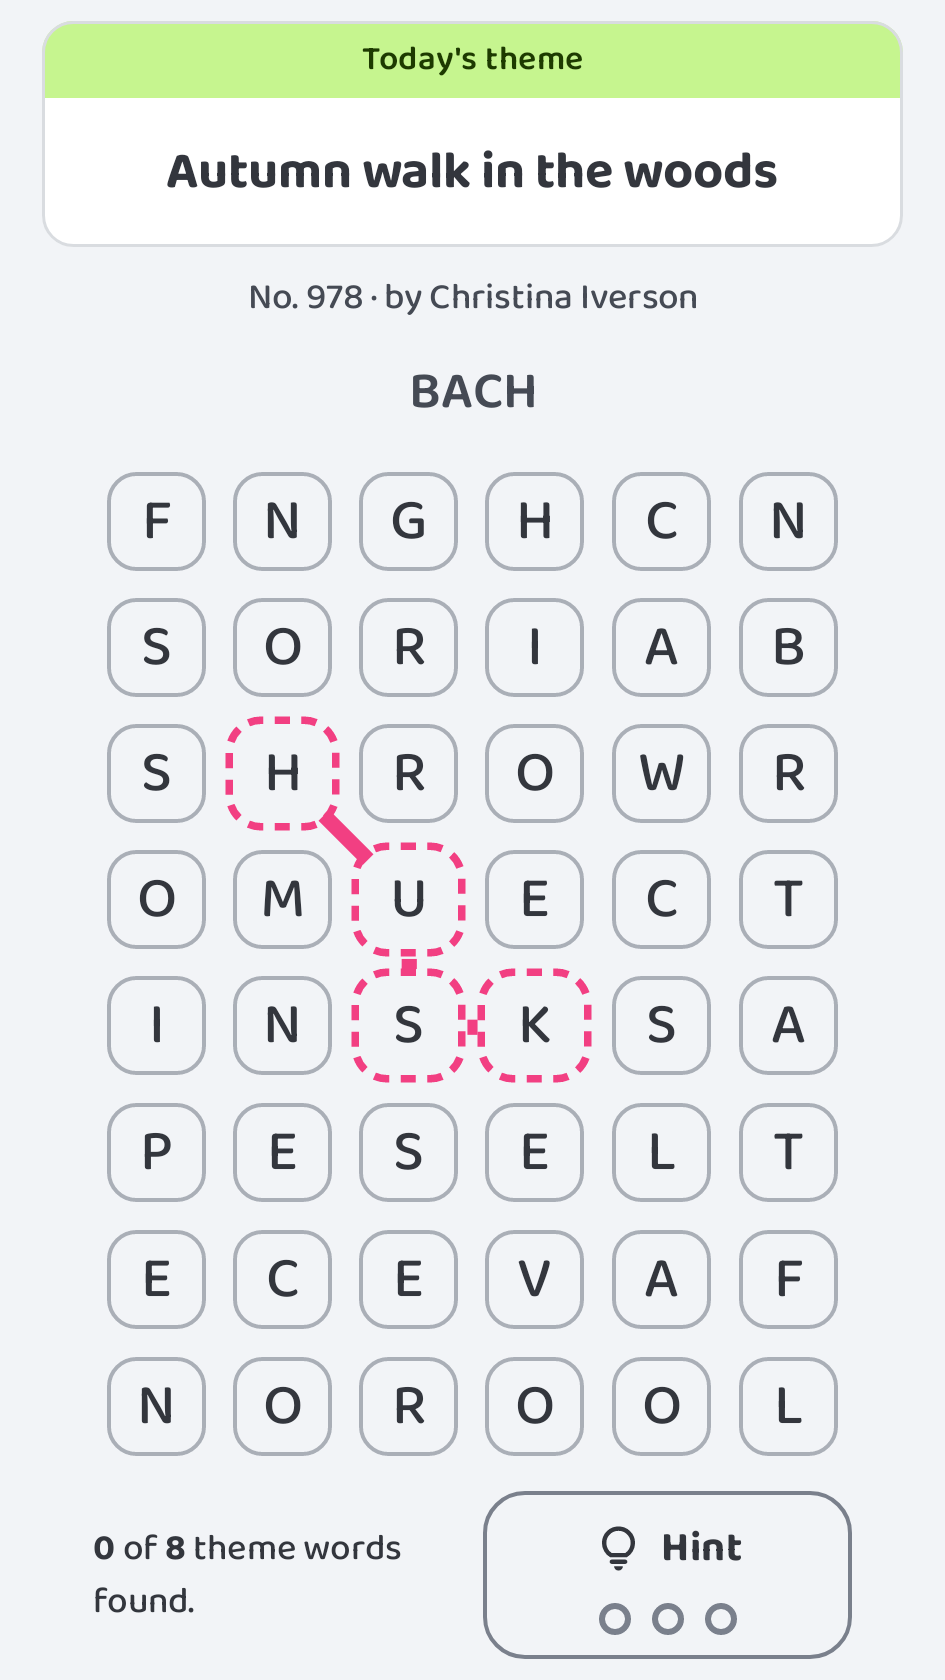 Today's theme
Autumn walk in the woods
No. 978 · by Christina Iverson
BACH
F N G H C N
S O R I A B
S H R O W R
O M U E C T
I N S K S A
P E S E L T
E C E V A F
N O R O O L
0 of 8 theme words
found.
Hint